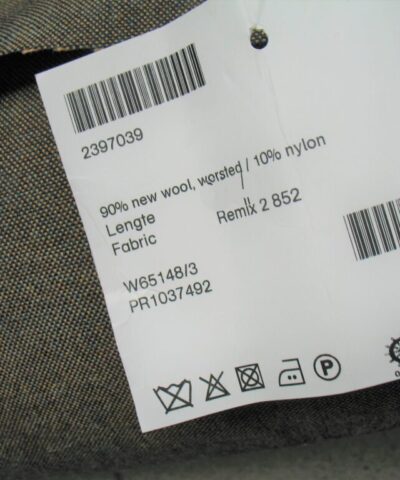 2397039
90% new wool, worsted / 10% nylon
Lengte
Fabric Remix 2 852
W65148/3
PR1037492
P